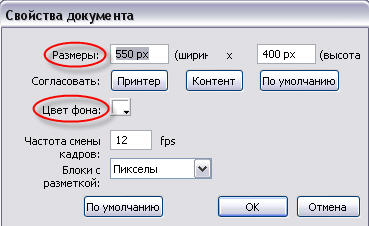 Свойства документа
Размеры: 550 px (ширин x 400 px (высота
Согласовать: Принтер Контент По умолчанию
Цвет фона:
Частота смены кадров: 12 fps
Блоки с разметкой: Пикселы
По умолчанию OK Отмена